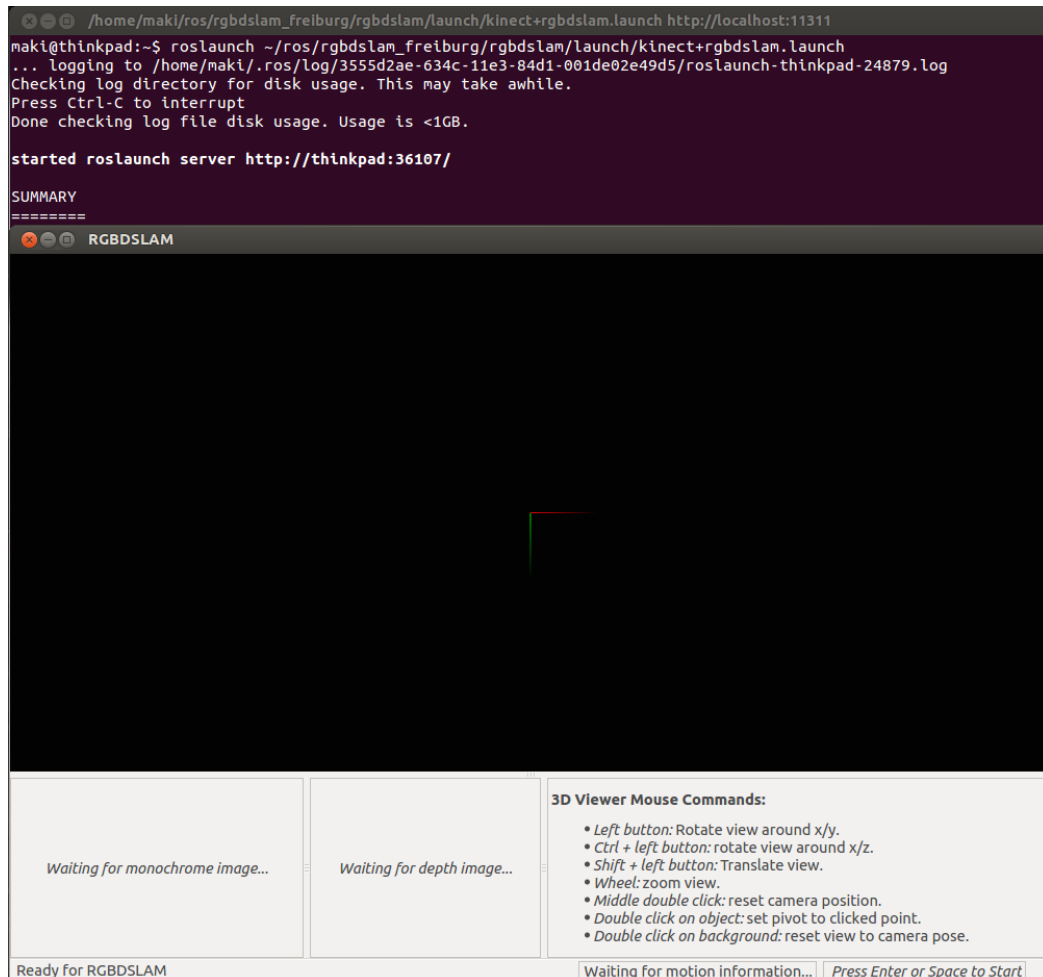 /home/maki/ros/rgbdslam_freiburg/rgbdslam/launch/kinect+rgbdslam.launch http://localhost:11311
maki@thinkpad:~$ roslaunch ~/ros/rgbdslam_freiburg/rgbdslam/launch/kinect+rgbdslam.launch
... logging to /home/maki/.ros/log/3555d2ae-634c-11e3-84d1-001de02e49d5/roslaunch-thinkpad-24879.log
Checking log directory for disk usage. This may take awhile.
Press Ctrl-C to interrupt
Done checking log file disk usage. Usage is <1GB.
started roslaunch server http://thinkpad:36107/
SUMMARY
========
RGBDSLAM
Waiting for monochrome image...
Waiting for depth image...
3D Viewer Mouse Commands:
• Left button: Rotate view around x/y.
• Ctrl + left button: rotate view around x/z.
• Shift + left button: Translate view.
• Wheel: zoom view.
• Middle double click: reset camera position.
• Double click on object: set pivot to clicked point.
• Double click on background: reset view to camera pose.
Ready for RGBDSLAM
Waiting for motion information...
Press Enter or Space to Start